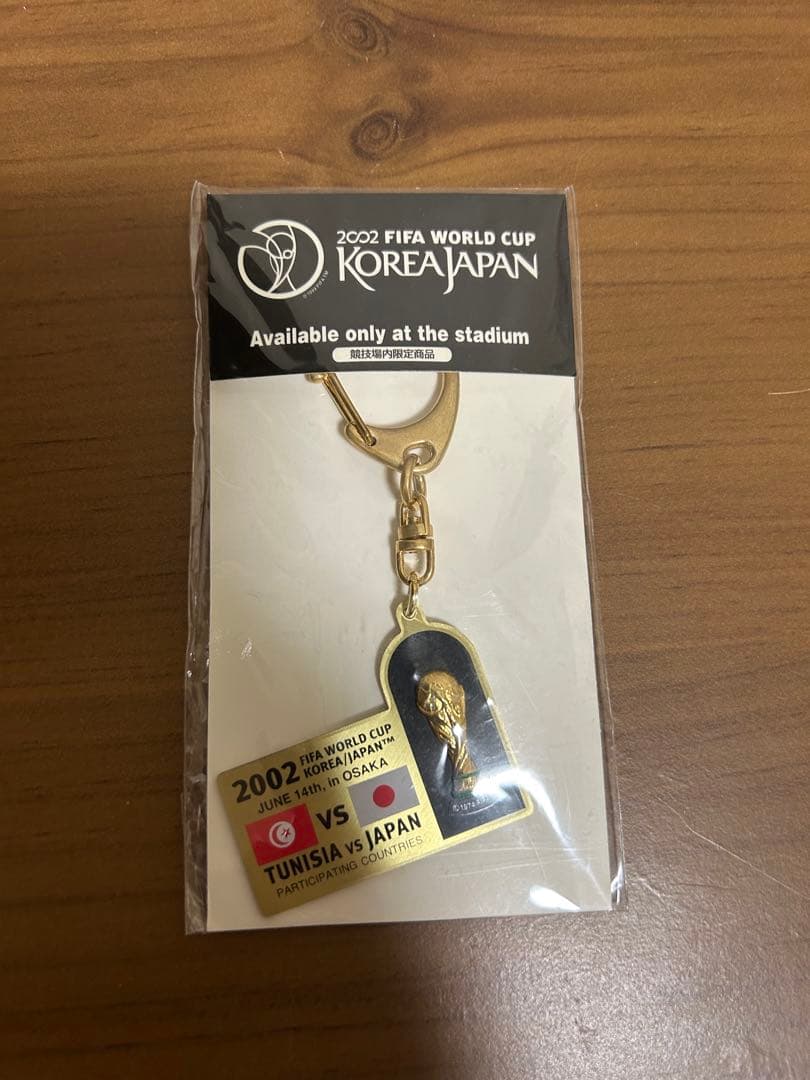 2002 FIFA WORLD CUP
KOREA JAPAN
Available only at the stadium
競技場内限定商品
2002 FIFA WORLD CUP
KOREA/JAPAN™
JUNE 14th, in OSAKA
VS
TUNISIA VS JAPAN
PARTICIPATING COUNTRIES